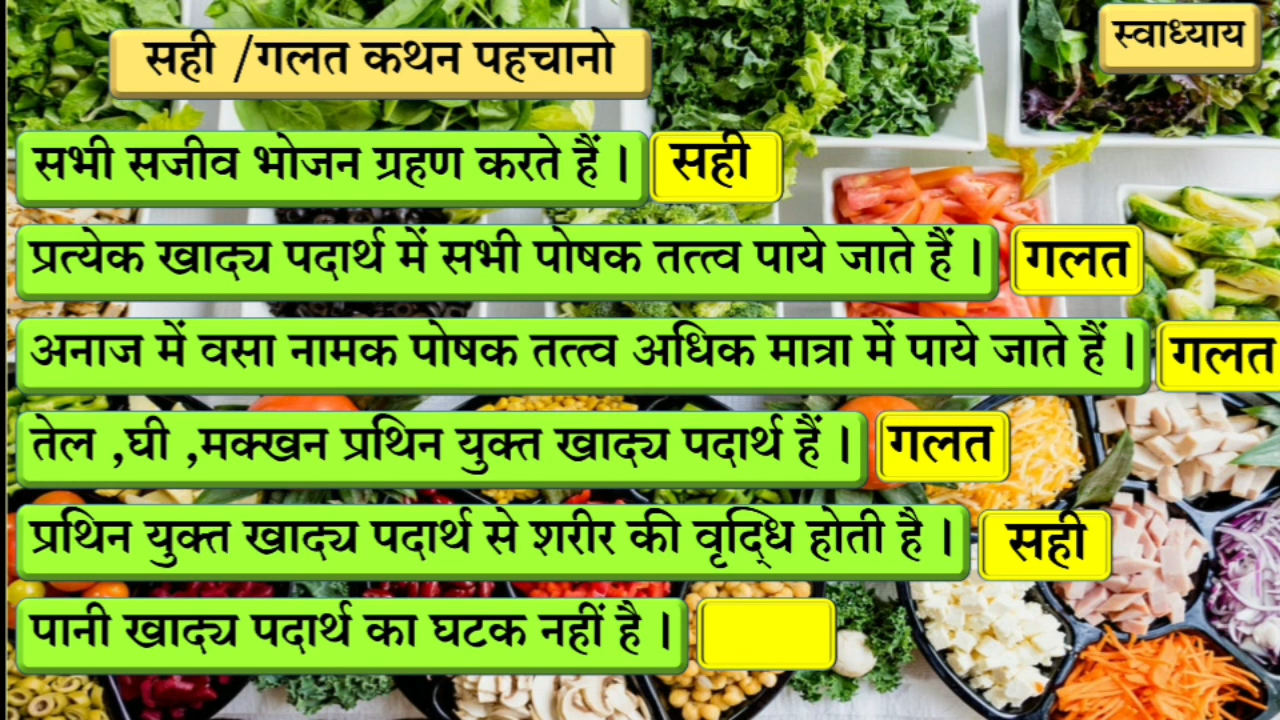 स्वाध्याय
सही /गलत कथन पहचानो
सभी सजीव भोजन ग्रहण करते हैं । सही
प्रत्येक खाद्य पदार्थ में सभी पोषक तत्त्व पाये जाते हैं । गलत
अनाज में वसा नामक पोषक तत्त्व अधिक मात्रा में पाये जाते हैं । गलत
तेल ,घी ,मक्खन प्रथिन युक्त खाद्य पदार्थ हैं । गलत
प्रथिन युक्त खाद्य पदार्थ से शरीर की वृद्धि होती है । सही
पानी खाद्य पदार्थ का घटक नहीं है ।